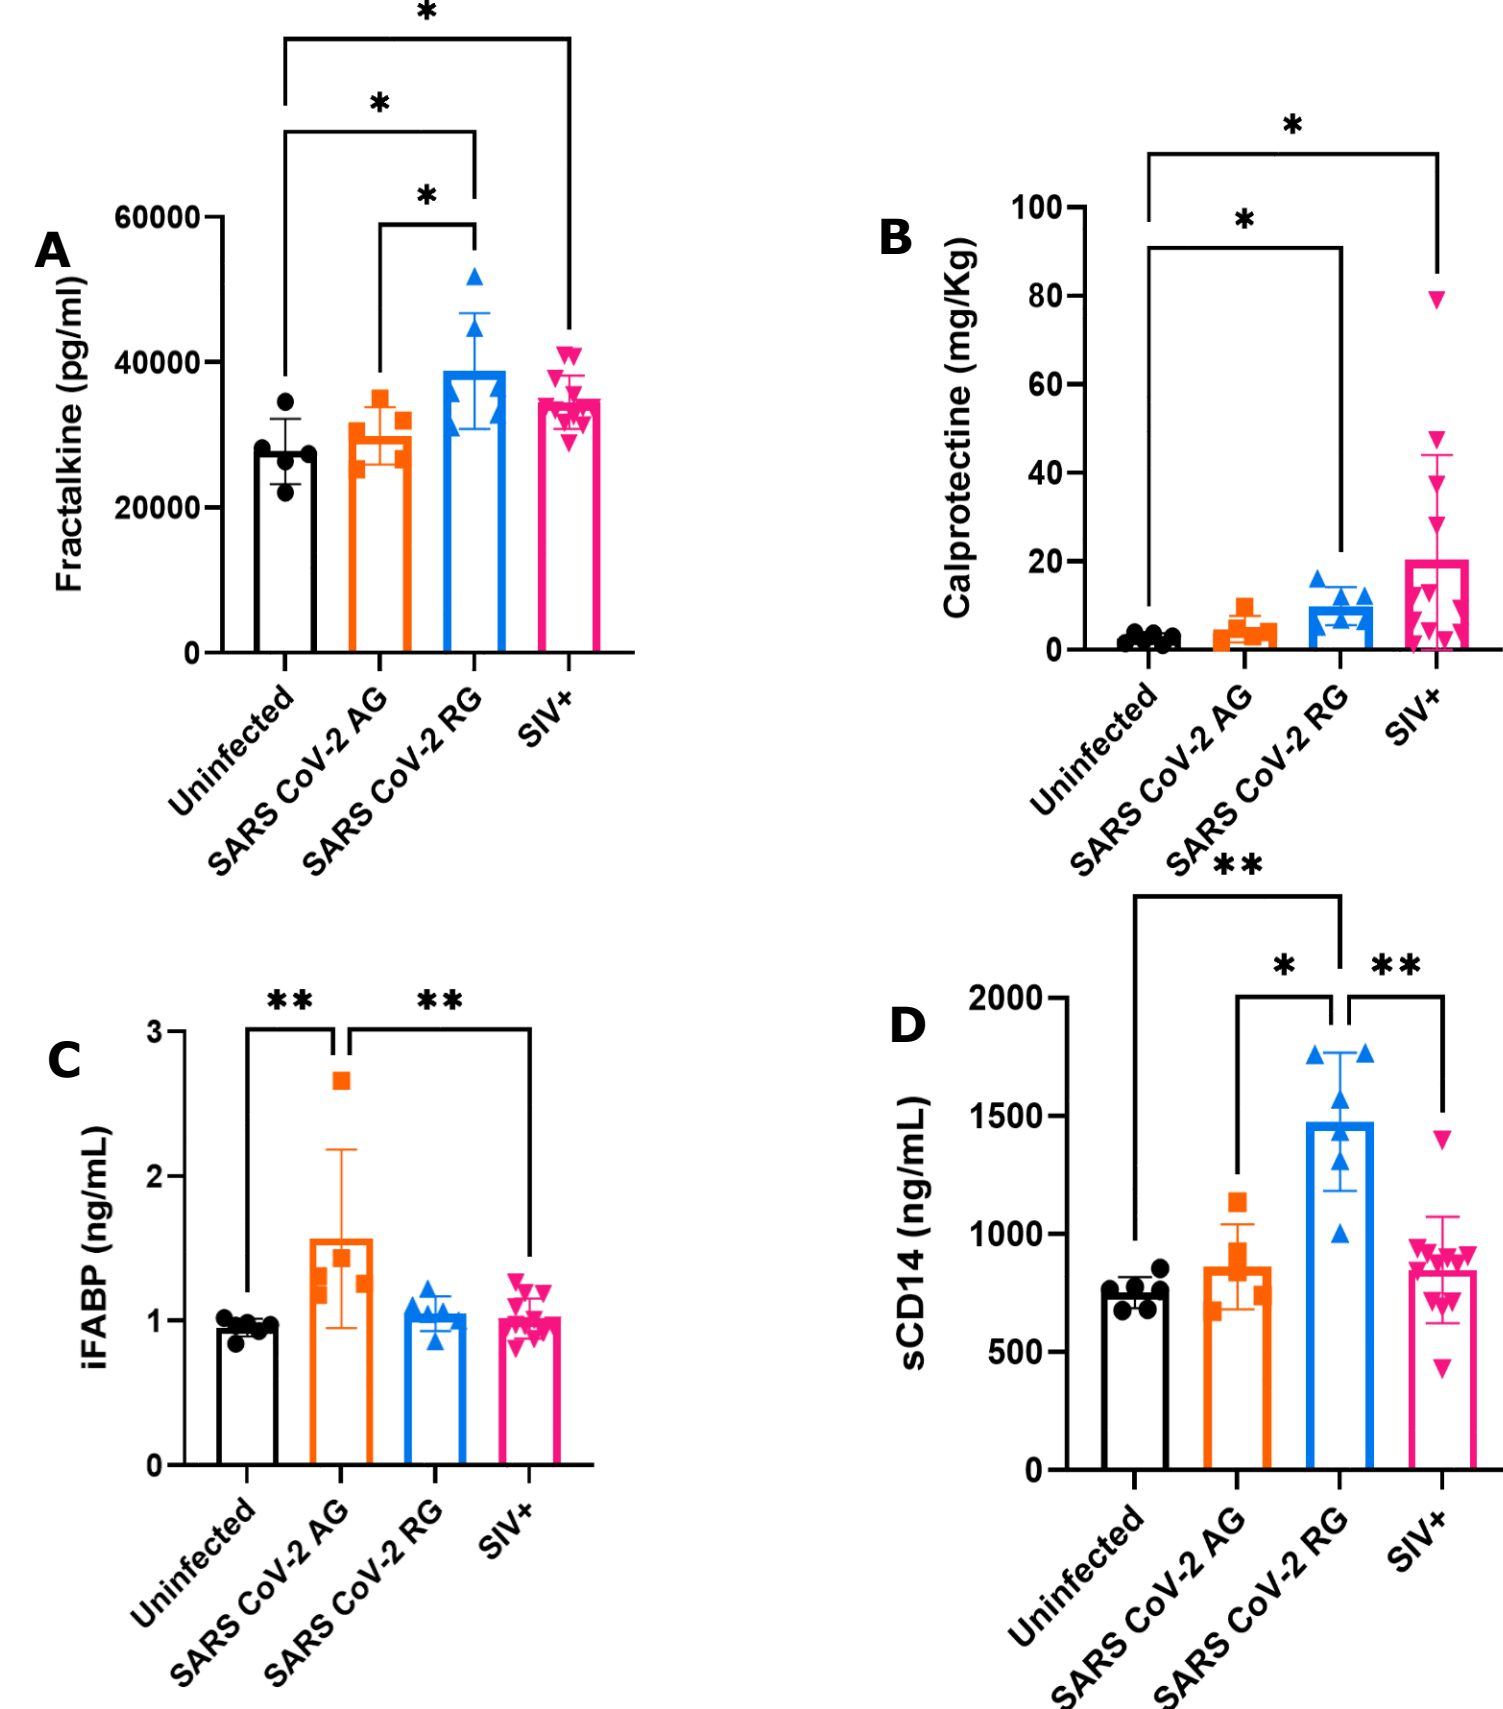 *
*
*
A
Fractalkine (pg/ml)
60000
40000
20000
0
Uninfected
SARS CoV-2 AG
SARS CoV-2 RG
SIV+
*
*
B
Calprotectine (mg/Kg)
100
80
60
40
20
0
Uninfected
SARS CoV-2 AG
SARS CoV-2 RG
SIV+
** **
C
iFABP (ng/mL)
3
2
1
0
Uninfected
SARS CoV-2 AG
SARS CoV-2 RG
SIV+
**
* **
D
sCD14 (ng/mL)
2000
1500
1000
500
0
Uninfected
SARS CoV-2 AG
SARS CoV-2 RG
SIV+